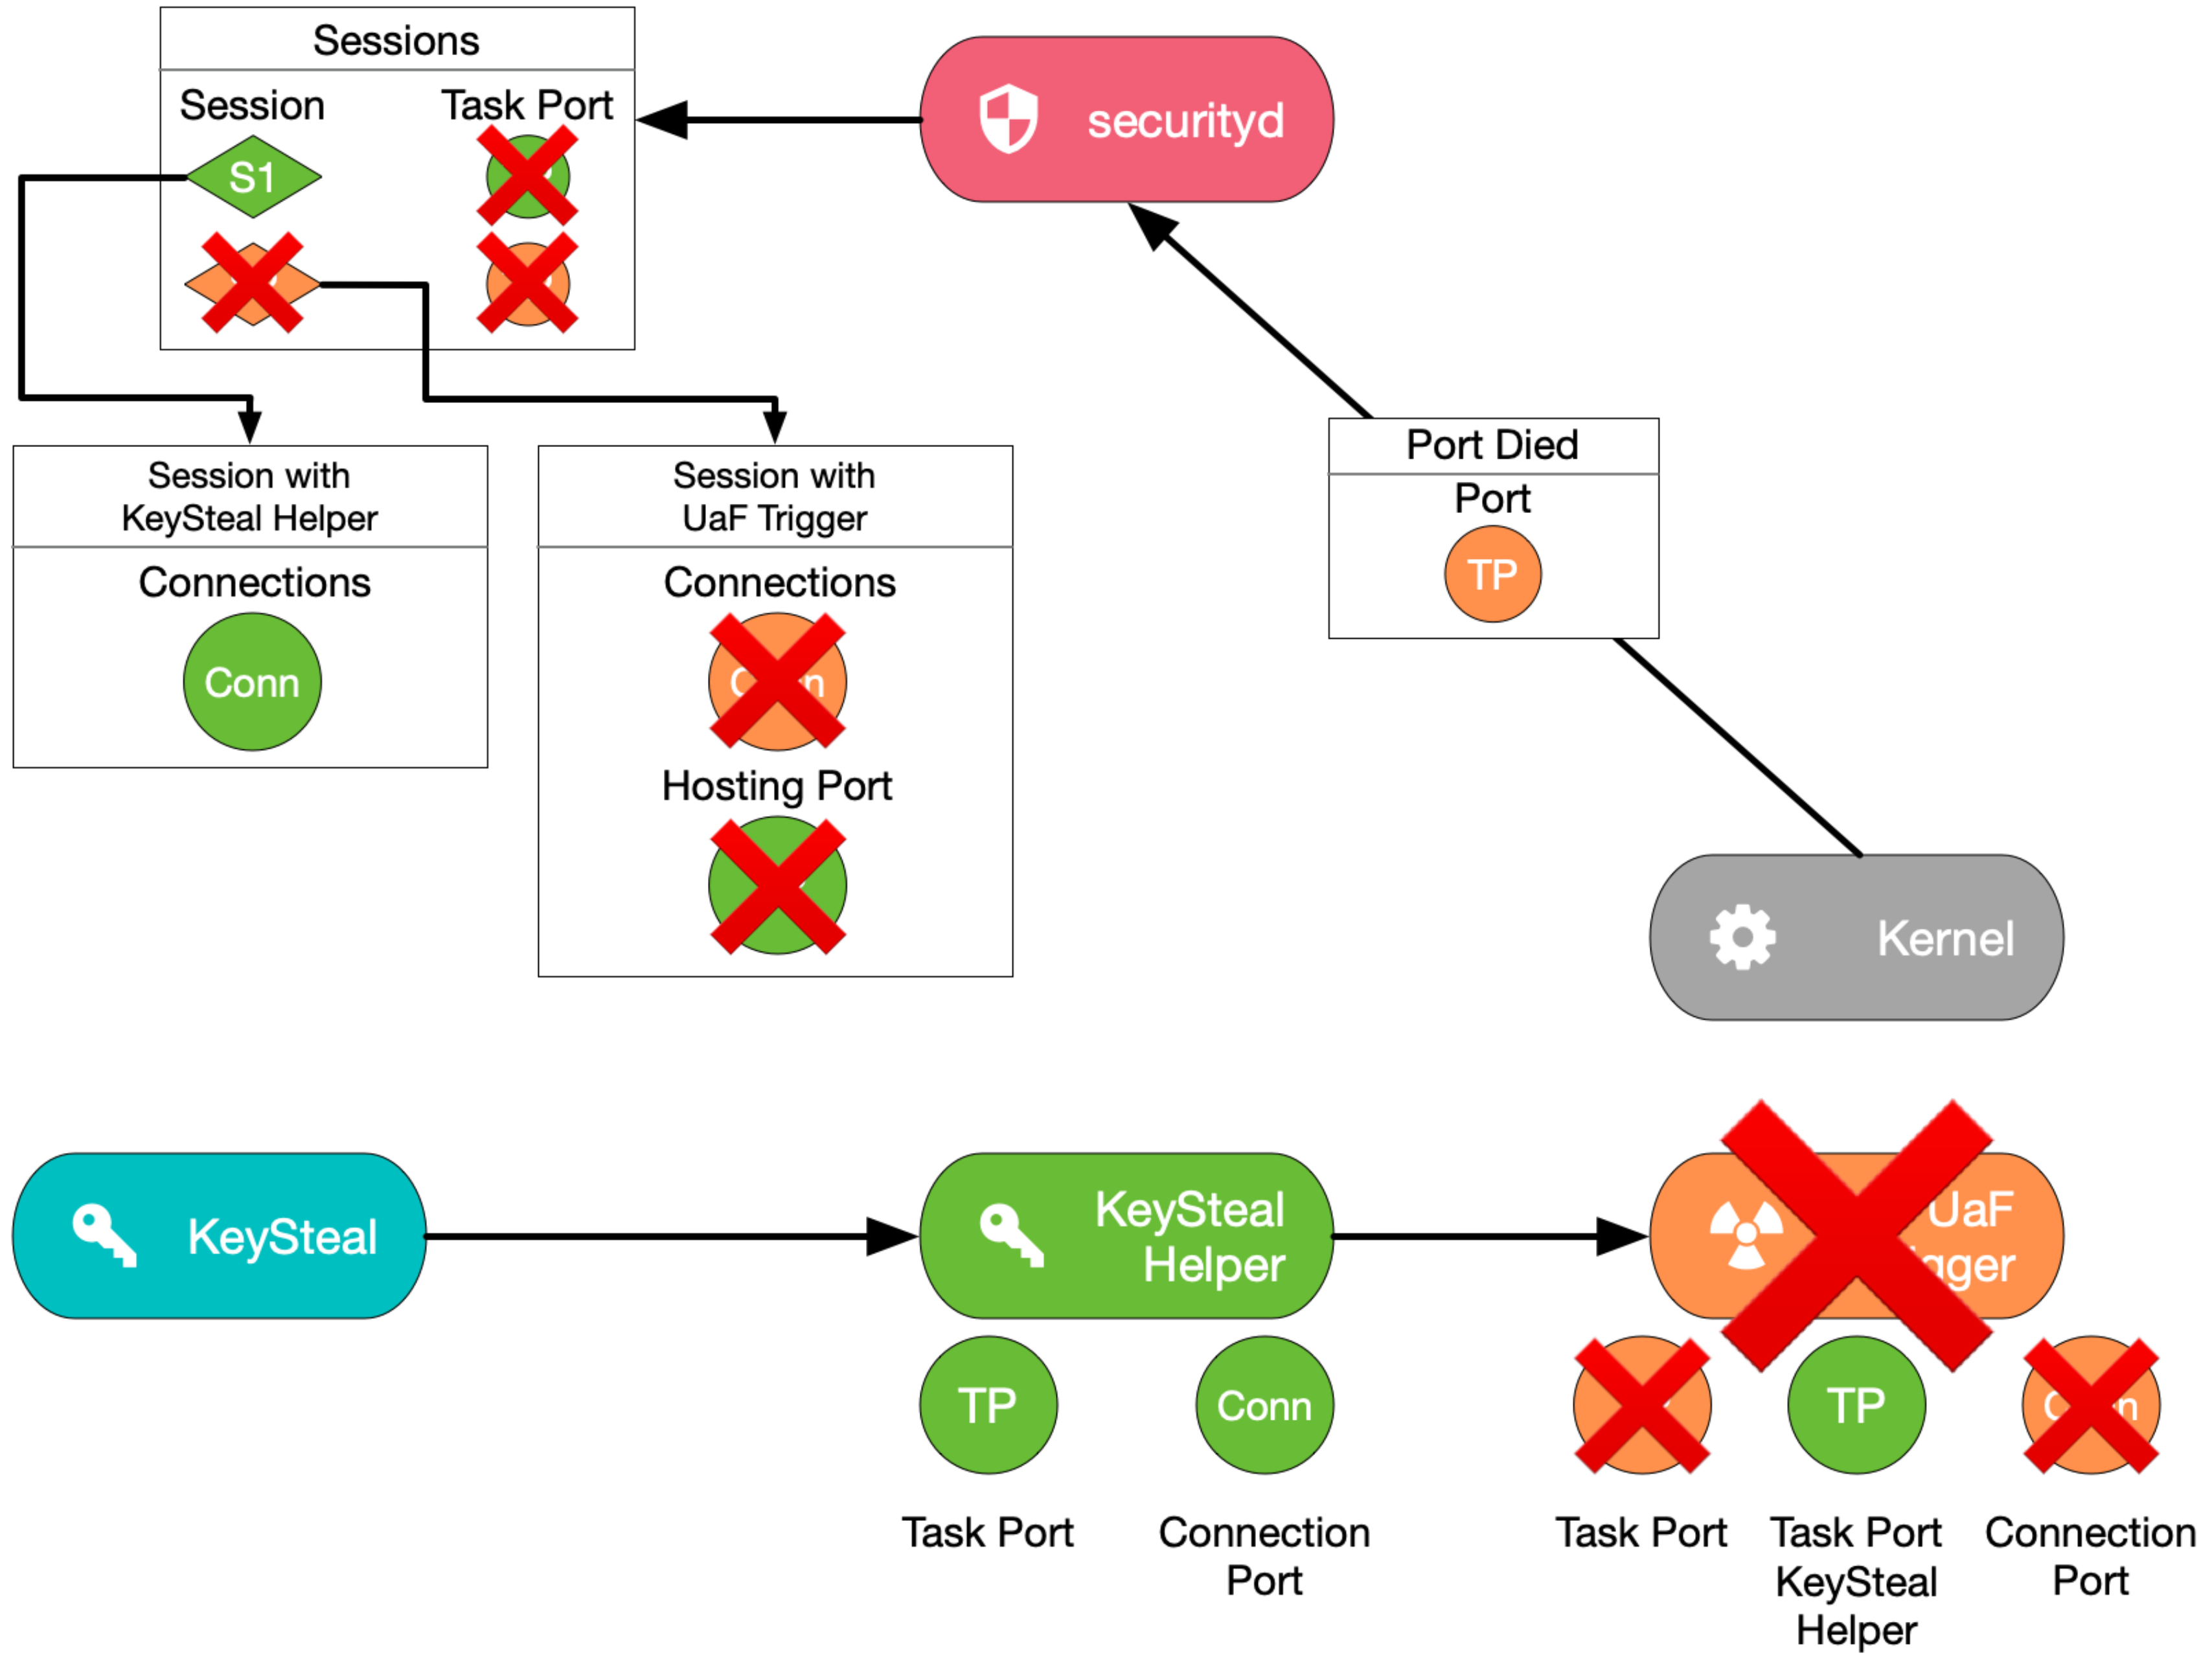 Sessions
Session
Task Port
S1
securityd
Session with
KeySteal Helper
Connections
Conn
Session with
UaF Trigger
Connections
Hosting Port
Port Died
Port
TP
Kernel
KeySteal
KeySteal
Helper
UaF
TP
Conn
TP
Task Port
Connection
Port
Task Port
Task Port
KeySteal
Helper
Connection
Port